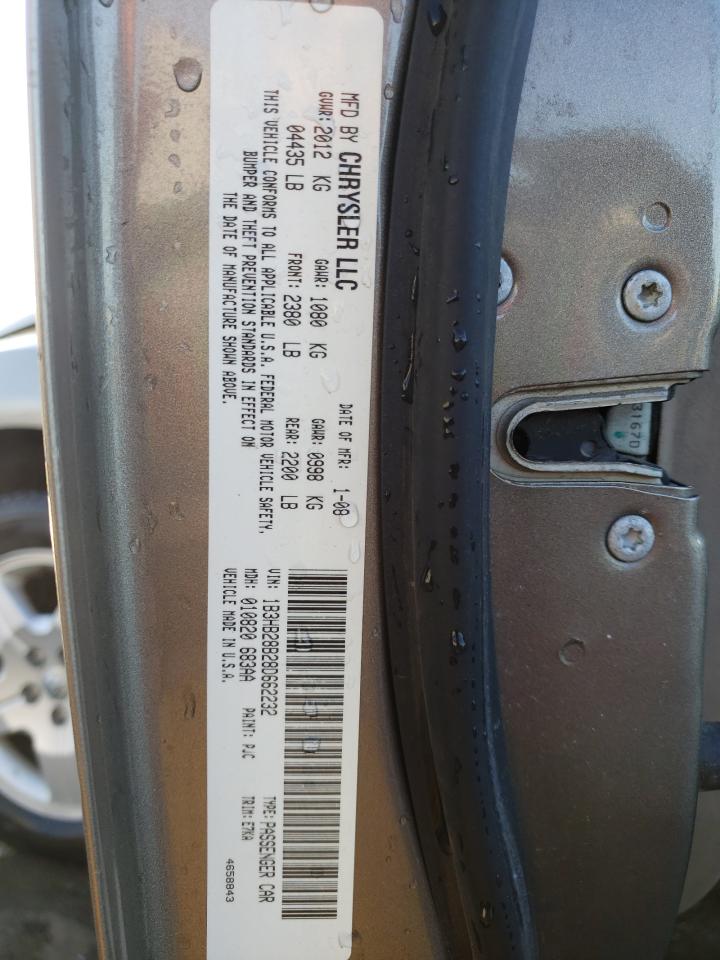 MFD BY CHRYSLER LLC
DATE OF MFR: 1-08
GVWR: 2012 KG
GAWR: 1080 KG
GAWR: 0998 KG
04435 LB
FRONT: 2380 LB
REAR: 2200 LB
THIS VEHICLE CONFORMS TO ALL APPLICABLE U.S.A. FEDERAL MOTOR VEHICLE SAFETY,
BUMPER AND THEFT PREVENTION STANDARDS IN EFFECT ON
THE DATE OF MANUFACTURE SHOWN ABOVE.
VIN: 1B3HB28B28D662232
TYPE: PASSENGER CAR
MDH: 010820 683AA
PAINT: PJC
TRIM: E7KA
VEHICLE MADE IN U.S.A.
4658843
3167D